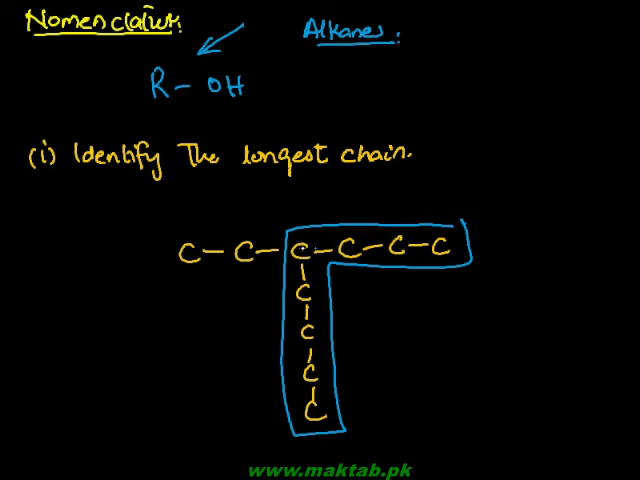 Nomenclature:
Alkanes:
R - OH
(i) Identify The longest chain.
C - C - C - C - C - C
C
C
C
C
www.maktab.pk